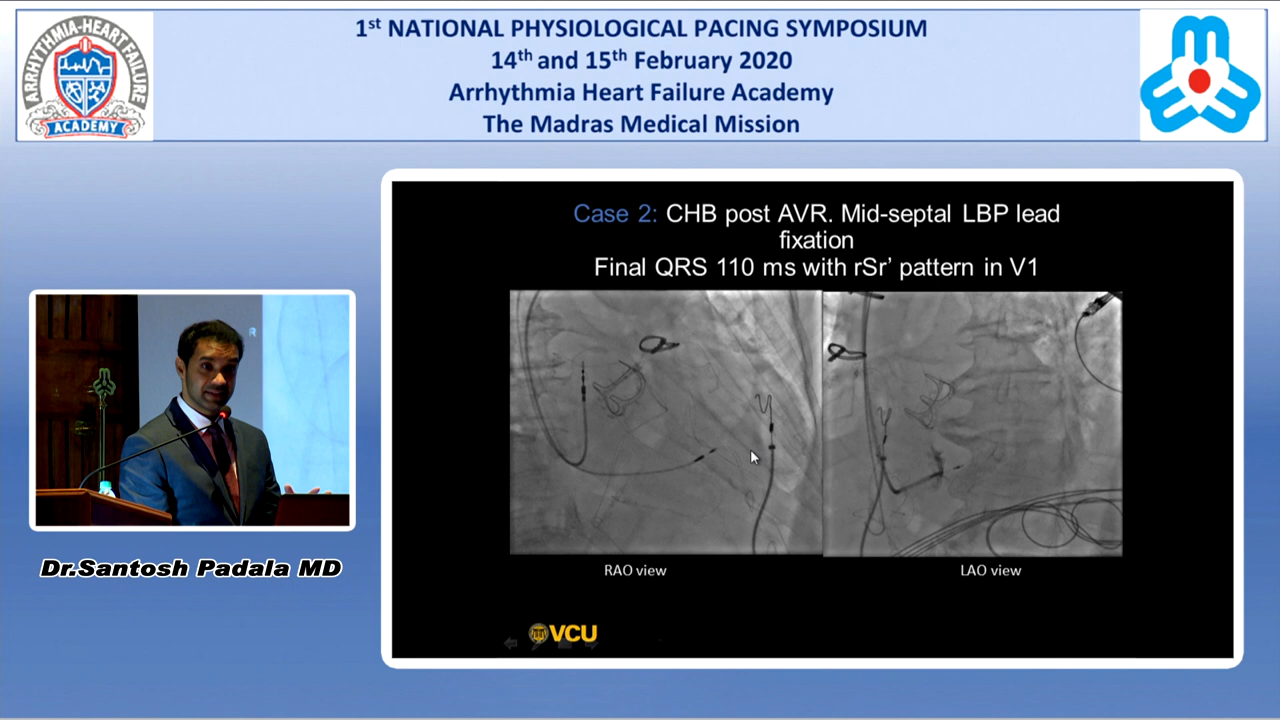 1st NATIONAL PHYSIOLOGICAL PACING SYMPOSIUM
14th and 15th February 2020
Arrhythmia Heart Failure Academy
The Madras Medical Mission
ARRHYTHMIA-HEART FAILURE
ACADEMY
Case 2: CHB post AVR. Mid-septal LBP lead
fixation
Final QRS 110 ms with rSr’ pattern in V1
R
RAO view
LAO view
Dr.Santosh Padala MD
VCU